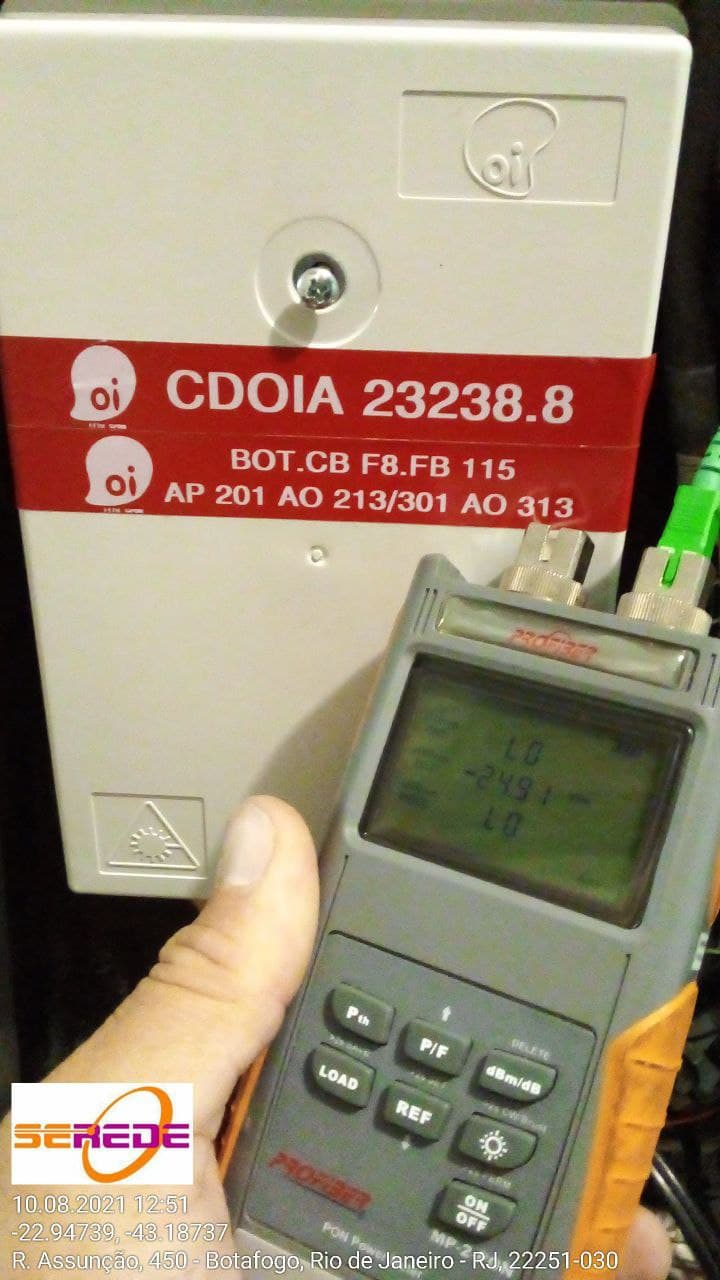 oi
oi
CDOIA 23238.8
oi
BOT.CB F8.FB 115
AP 201 AO 213/301 AO 313
PROFIBER
LO
-24.91
LO
Pth
P/F
DELETE
dBm/dB
LOAD
REF
ON
OFF
PROFIBER
SEREDE
10.08.2021 12:51
-22.94739, -43.18737
R. Assunção, 450 - Botafogo, Rio de Janeiro - RJ, 22251-030